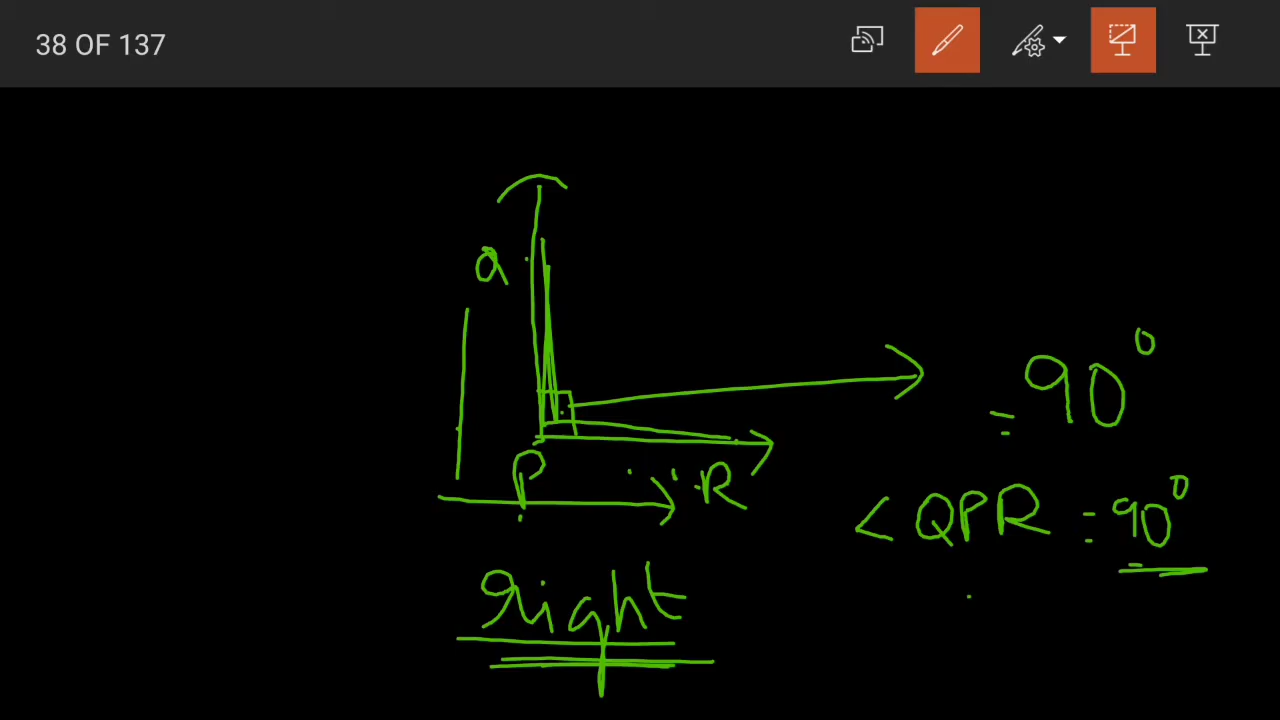 38 OF 137
Q
= 90°
P
R
< QPR = 90°
right